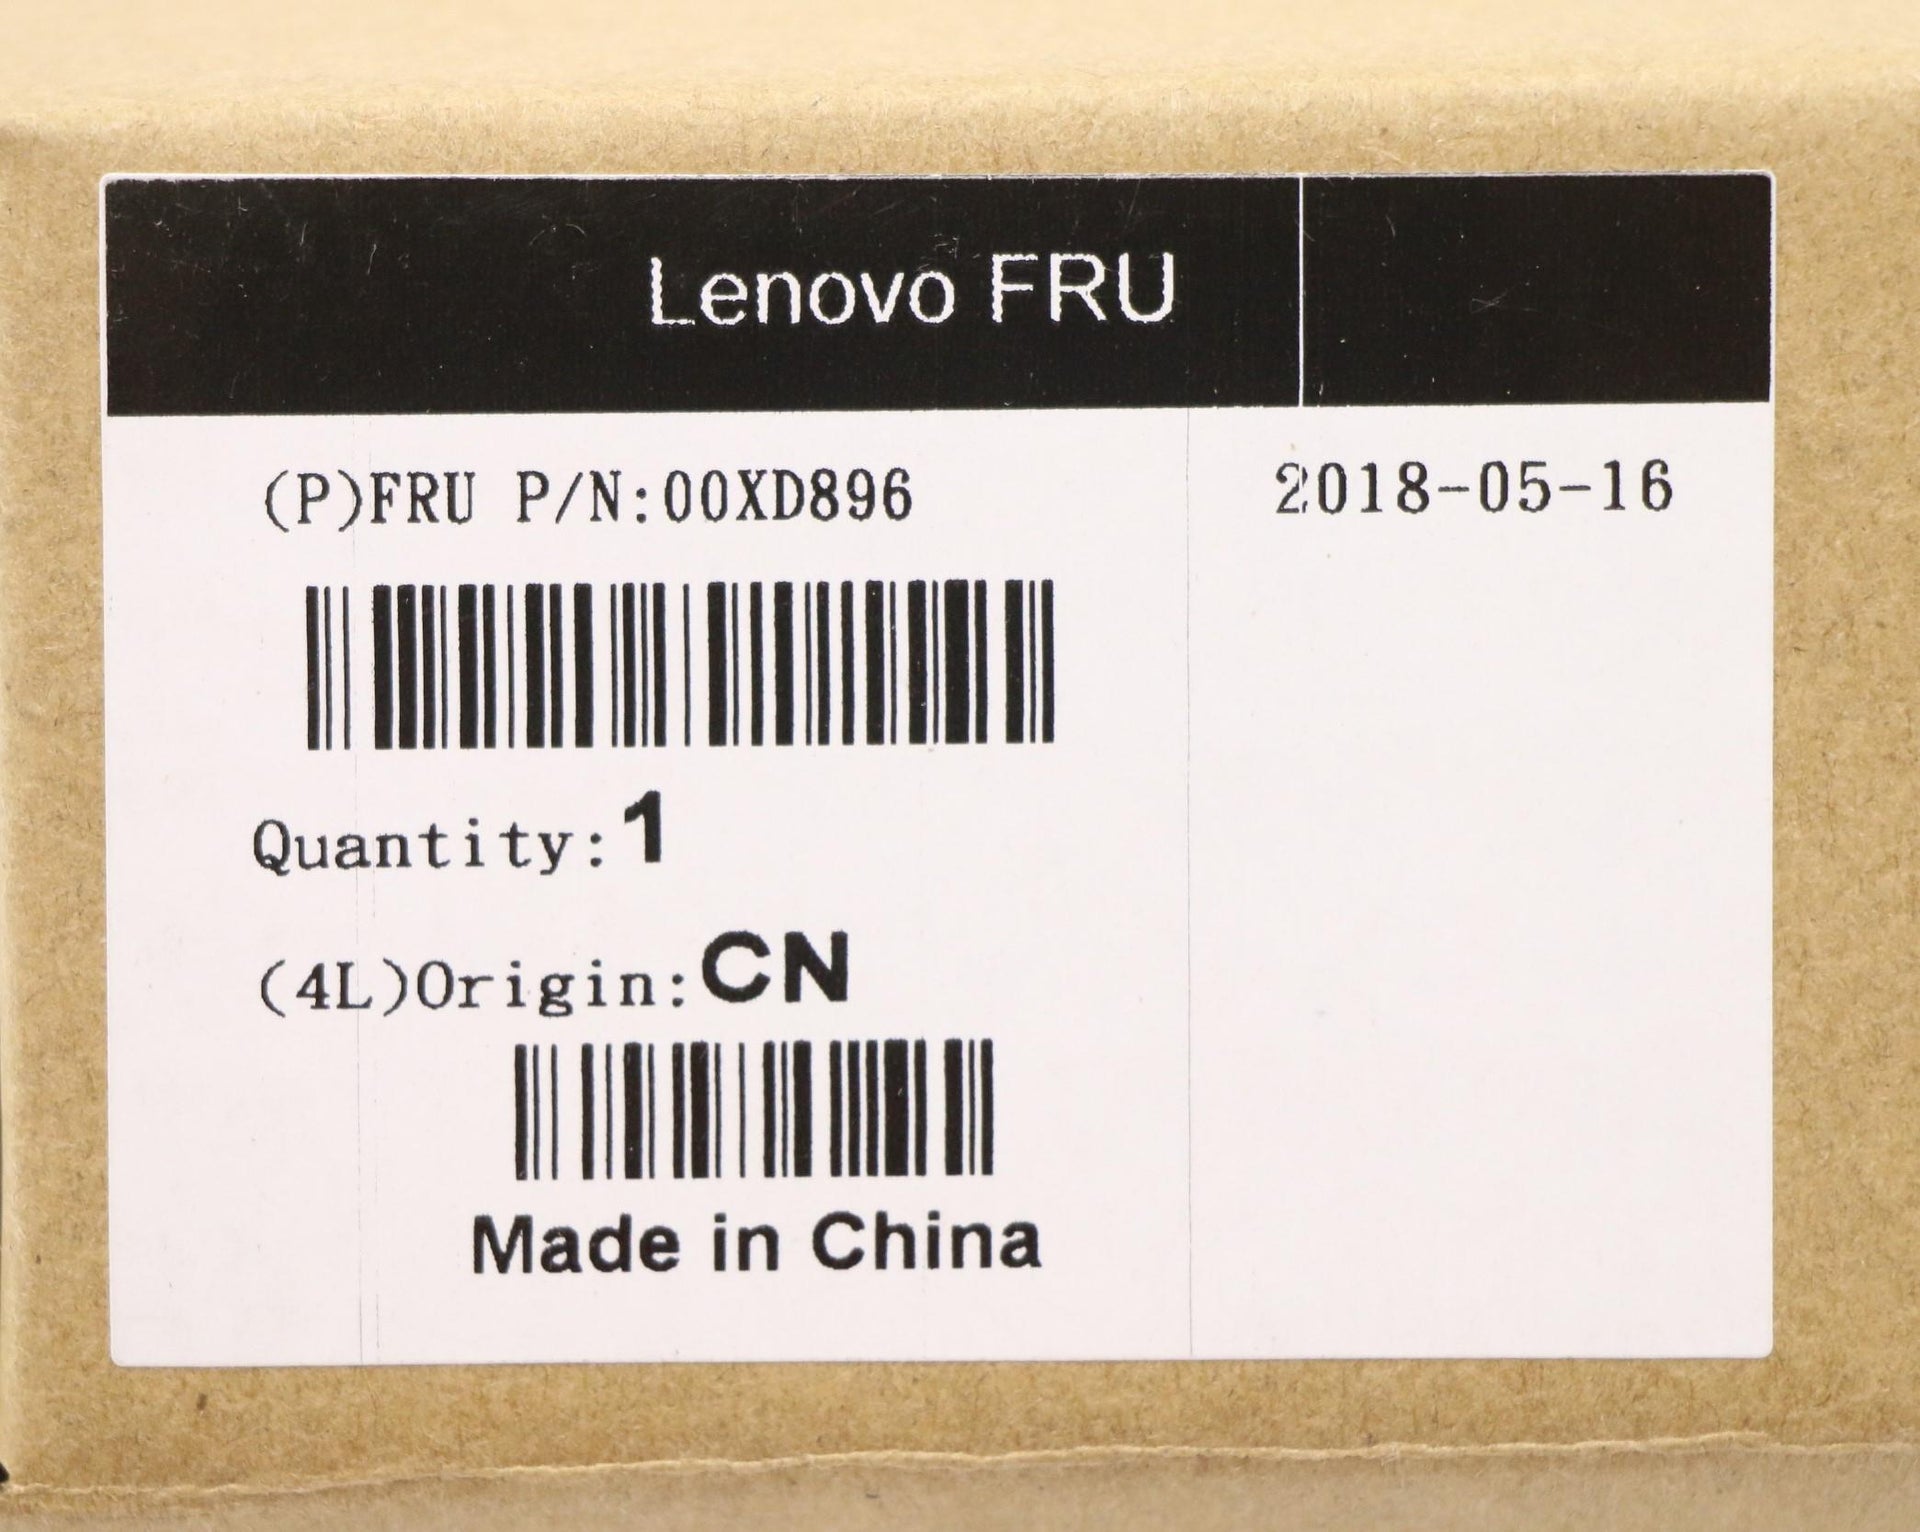 Lenovo FRU
(P)FRU P/N:00XD896 2018-05-16
Quantity:1
(4L)Origin:CN
Made in China